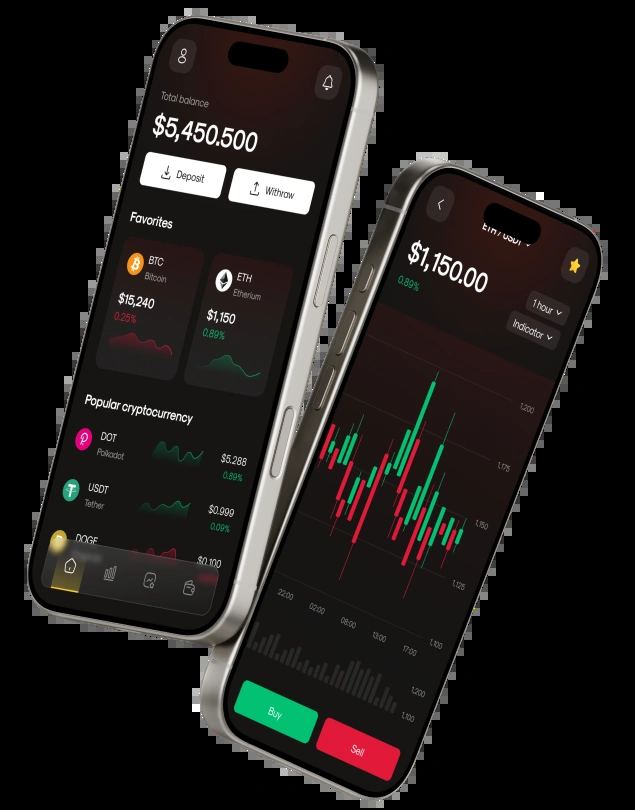 Total balance
$5,450.500
Deposit
Withraw
Favorites
BTC
Bitcoin
$15,240
0.25%
ETH
Etherium
$1,150
0.89%
Popular cryptocurrency
DOT
Polkadot
$5.288
0.89%
USDT
Tether
$0.999
0.09%
DOGE
$0.100
ETH / USDT
$1,150.00
0.89%
1 hour
Indicator
1,200
1,175
1,150
1,125
1,100
22:00
02:00
08:00
13:00
17:00
1,200
1,100
Buy
Sell